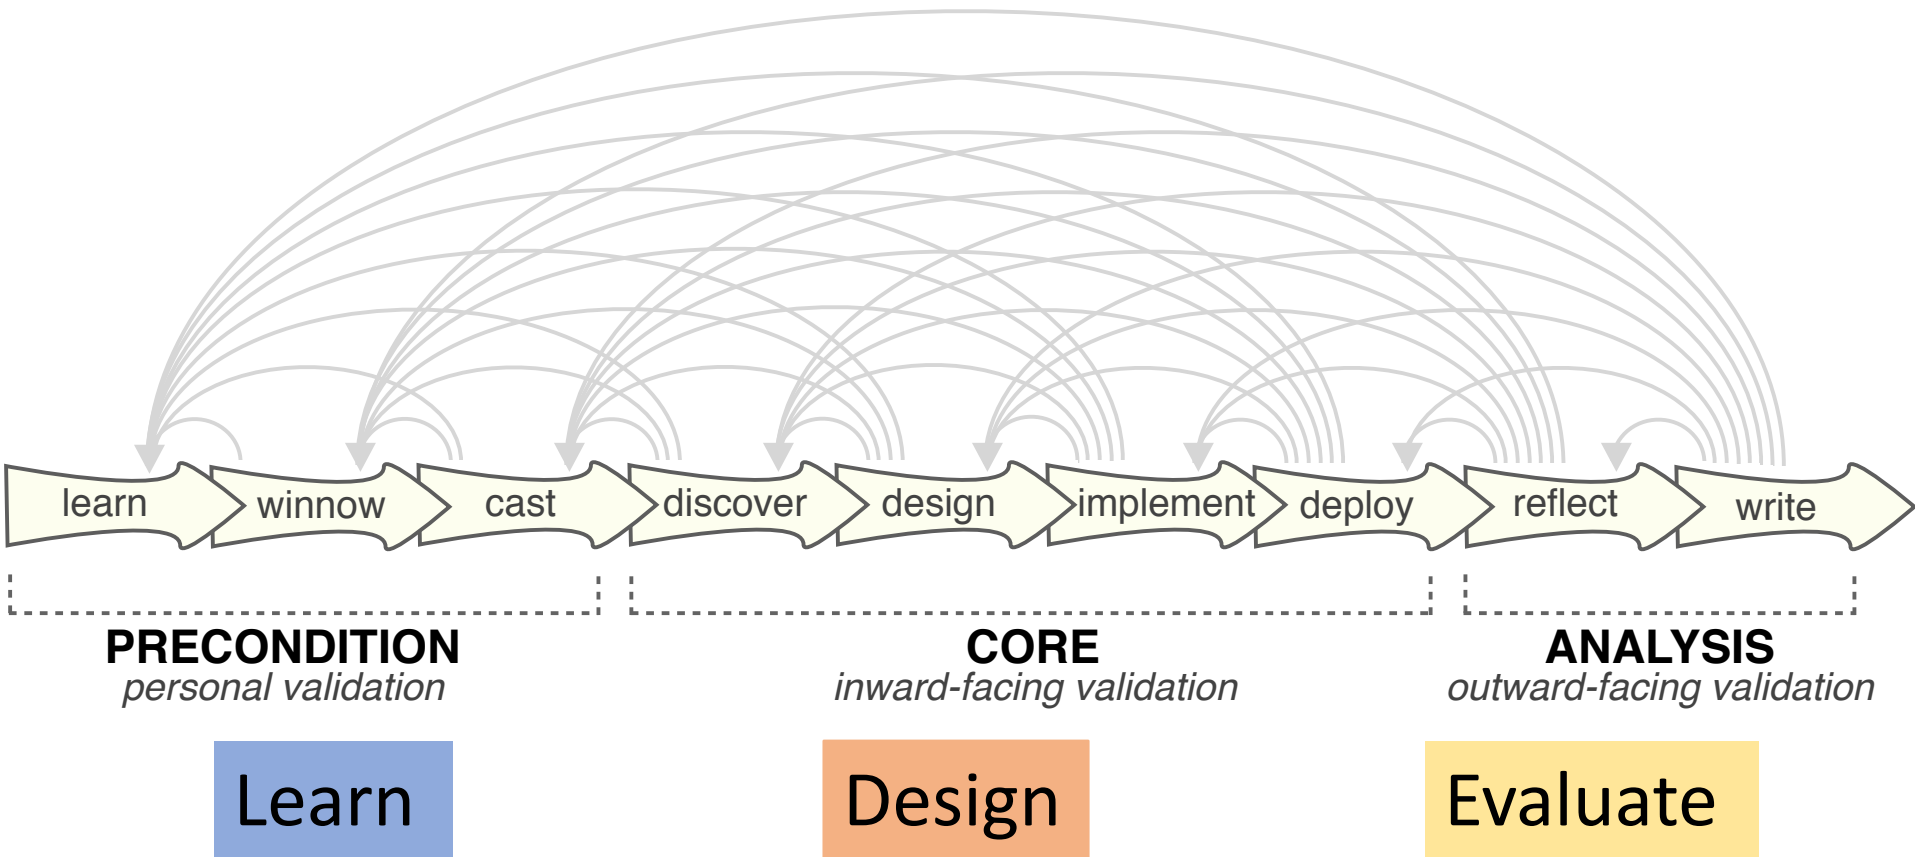 learn
winnow
cast
discover
design
implement
deploy
reflect
write
PRECONDITION
personal validation
CORE
inward-facing validation
ANALYSIS
outward-facing validation
Learn
Design
Evaluate